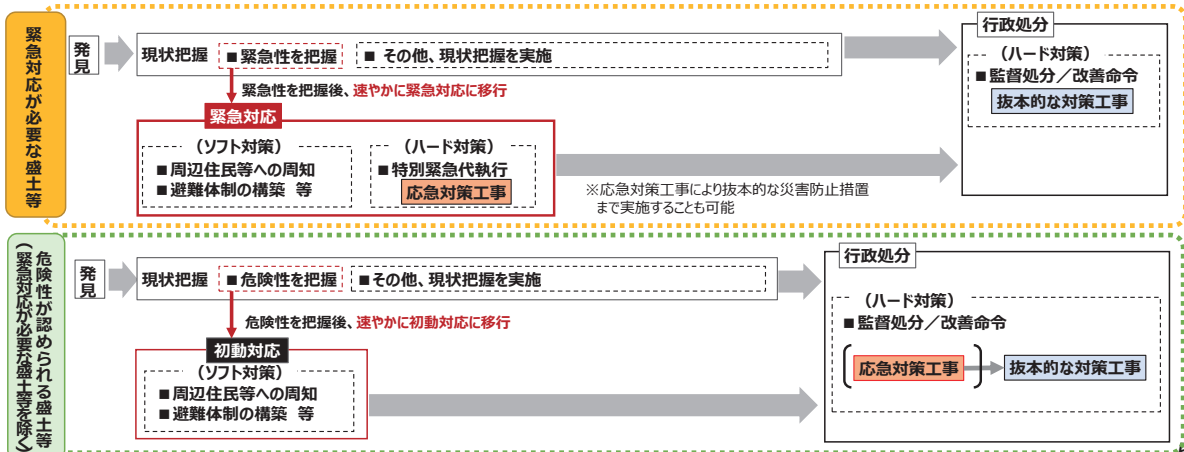 緊急対応が必要な盛土等
発見
現状把握
■緊急性を把握
■ その他、現状把握を実施
緊急性を把握後、速やかに緊急対応に移行
緊急対応
(ソフト対策)
■周辺住民等への周知
■避難体制の構築 等
(ハード対策)
■特別緊急代執行
応急対策工事
※応急対策工事により抜本的な災害防止措置
まで実施することも可能
行政処分
(ハード対策)
■監督処分/改善命令
抜本的な対策工事
危険性が認められる盛土等
(緊急対応が必要な盛土等を除く)
発見
現状把握
■危険性を把握
■その他、現状把握を実施
危険性を把握後、速やかに初動対応に移行
初動対応
(ソフト対策)
■周辺住民等への周知
■避難体制の構築 等
行政処分
(ハード対策)
■監督処分/改善命令
(応急対策工事)
抜本的な対策工事